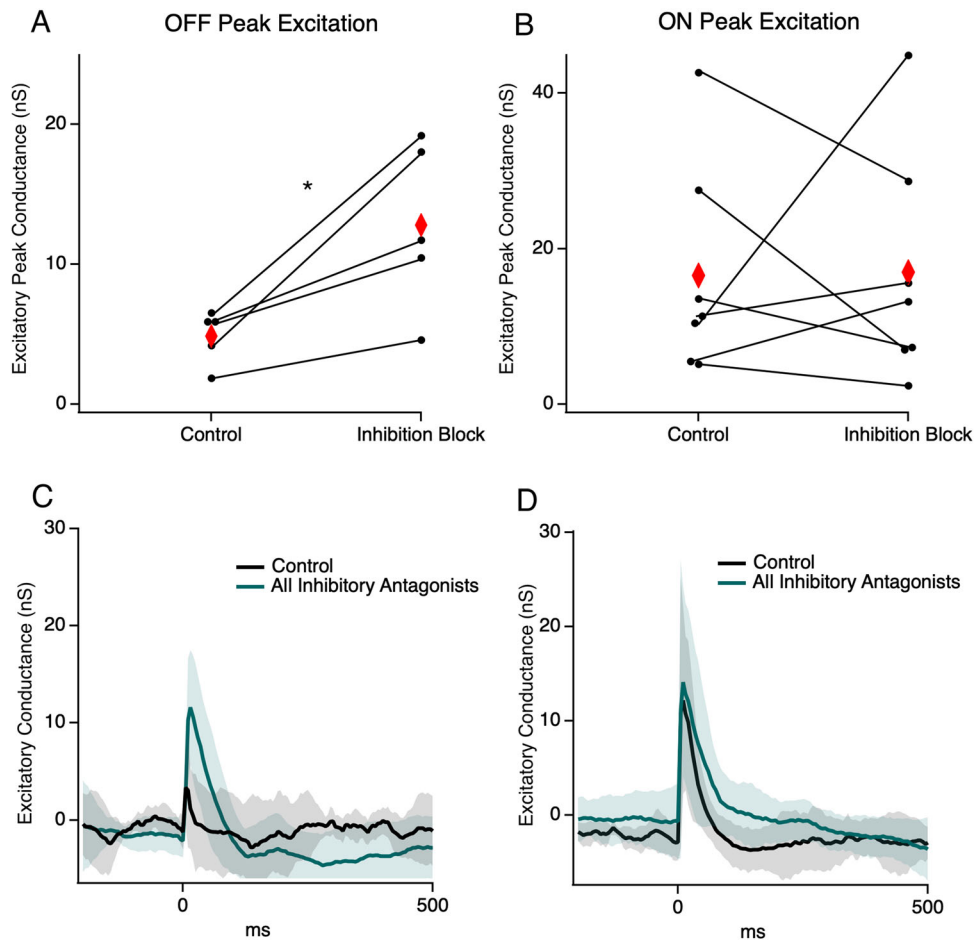 A
OFF Peak Excitation
Excitatory Peak Conductance (nS)
20
10
0
*
Control
Inhibition Block
B
ON Peak Excitation
Excitatory Peak Conductance (nS)
40
20
0
Control
Inhibition Block
C
Excitatory Conductance (nS)
30
20
10
0
Control
All Inhibitory Antagonists
0
500
ms
D
Excitatory Conductance (nS)
30
20
10
0
Control
All Inhibitory Antagonists
0
500
ms